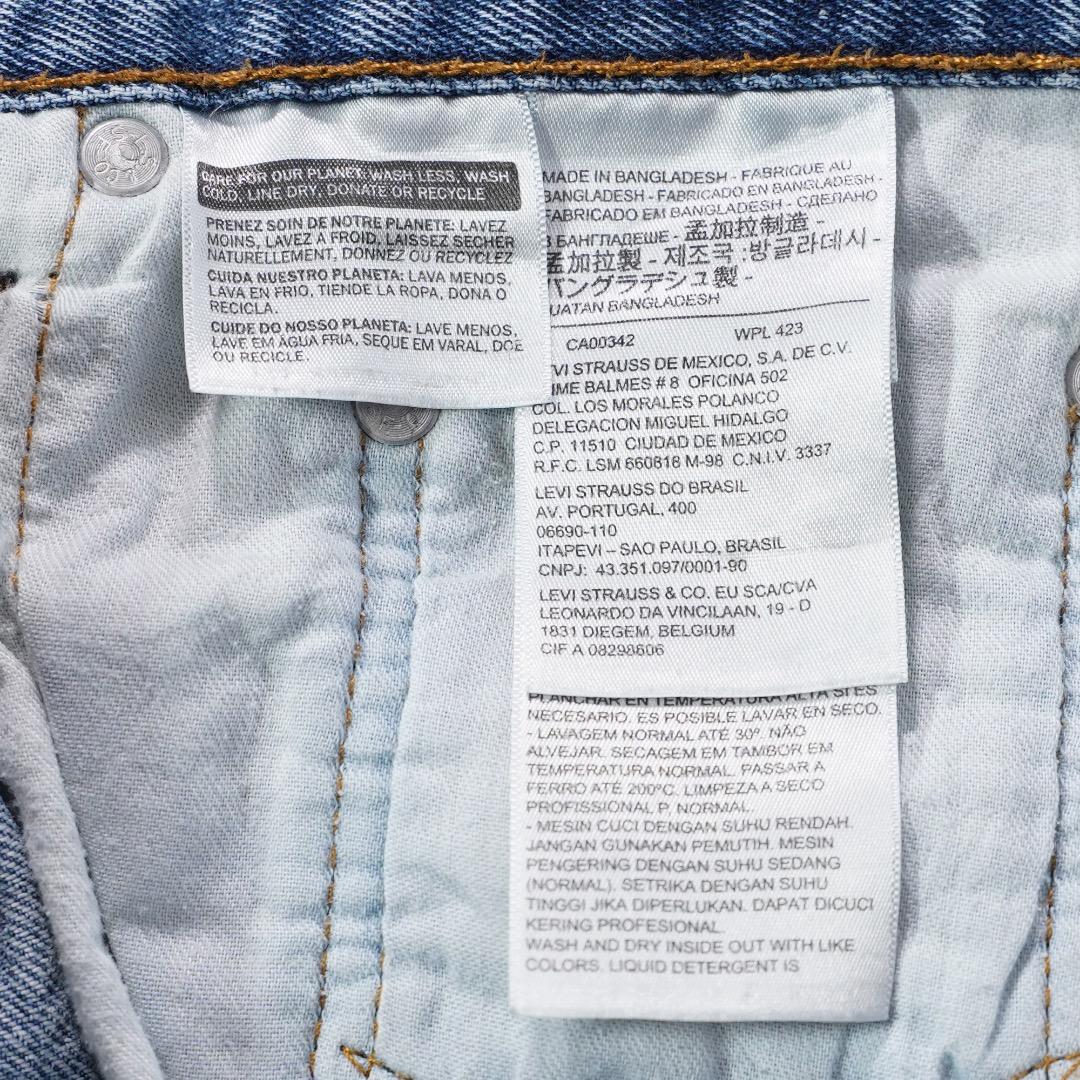 CARE FOR OUR PLANET: WASH LESS, WASH
COLD, LINE DRY, DONATE OR RECYCLE
PRENEZ SOIN DE NOTRE PLANETE: LAVEZ
MOINS, LAVEZ À FROID, LAISSEZ SECHER
NATURELLEMENT, DONNEZ OU RECYCLEZ
CUIDA NUESTRO PLANETA: LAVA MENOS,
LAVA EN FRIO, TIENDE LA ROPA, DONA O
RECICLA.
CUIDE DO NOSSO PLANETA: LAVE MENOS,
LAVE EM ÁGUA FRIA, SEQUE EM VARAL, DOE
OU RECICLE.
MADE IN BANGLADESH - FABRIQUE AU
BANGLADESH - FABRICADO EN BANGLADESH -
FABRICADO EM BANGLADESH - СДЕЛАНО
В БАНГЛАДЕШЕ - 孟加拉制造 -
孟加拉製 - 제조국 :방글라데시 -
バングラデシュ製 -
BUATAN BANGLADESH
CA00342 WPL 423
LEVI STRAUSS DE MEXICO, S.A. DE C.V.
JAIME BALMES # 8 OFICINA 502
COL. LOS MORALES POLANCO
DELEGACION MIGUEL HIDALGO
C.P. 11510 CIUDAD DE MEXICO
R.F.C. LSM 660818 M-98 C.N.I.V. 3337
LEVI STRAUSS DO BRASIL
AV. PORTUGAL, 400
06690-110
ITAPEVI – SAO PAULO, BRASIL
CNPJ: 43.351.097/0001-90
LEVI STRAUSS & CO. EU SCA/CVA
LEONARDO DA VINCILAAN, 19 - D
1831 DIEGEM, BELGIUM
CIF A 08298606
PLANCHAR EN TEMPERATURA ALTA SI ES
NECESARIO. ES POSIBLE LAVAR EN SECO.
- LAVAGEM NORMAL ATÉ 30º. NÃO
ALVEJAR. SECAGEM EM TAMBOR EM
TEMPERATURA NORMAL. PASSAR A
FERRO ATÉ 200ºC. LIMPEZA A SECO
PROFISSIONAL P. NORMAL.
- MESIN CUCI DENGAN SUHU RENDAH.
JANGAN GUNAKAN PEMUTIH. MESIN
PENGERING DENGAN SUHU SEDANG
(NORMAL). SETRIKA DENGAN SUHU
TINGGI JIKA DIPERLUKAN. DAPAT DICUCI
KERING PROFESIONAL.
WASH AND DRY INSIDE OUT WITH LIKE
COLORS. LIQUID DETERGENT IS